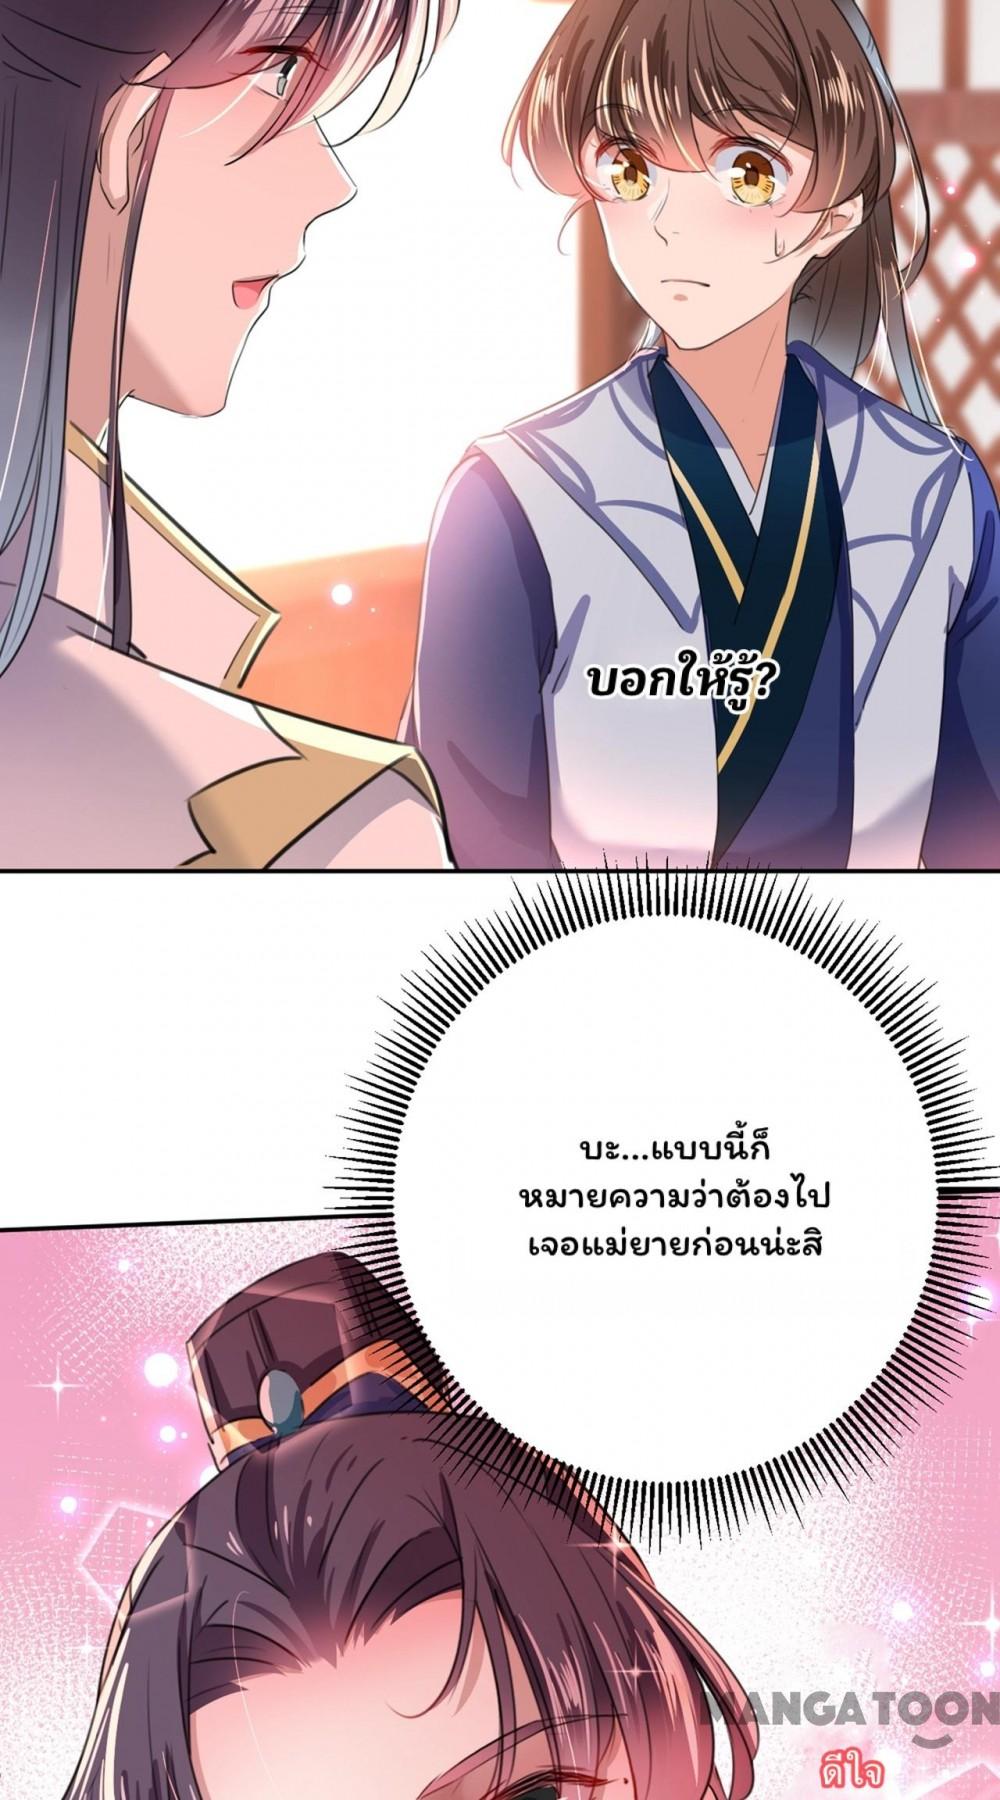 บอกให้รู้?
บะ...แบบนี้ก็
หมายความว่าต้องไป
เจอแม่ยายก่อนน่ะสิ
MANGATOON
ดีใจ